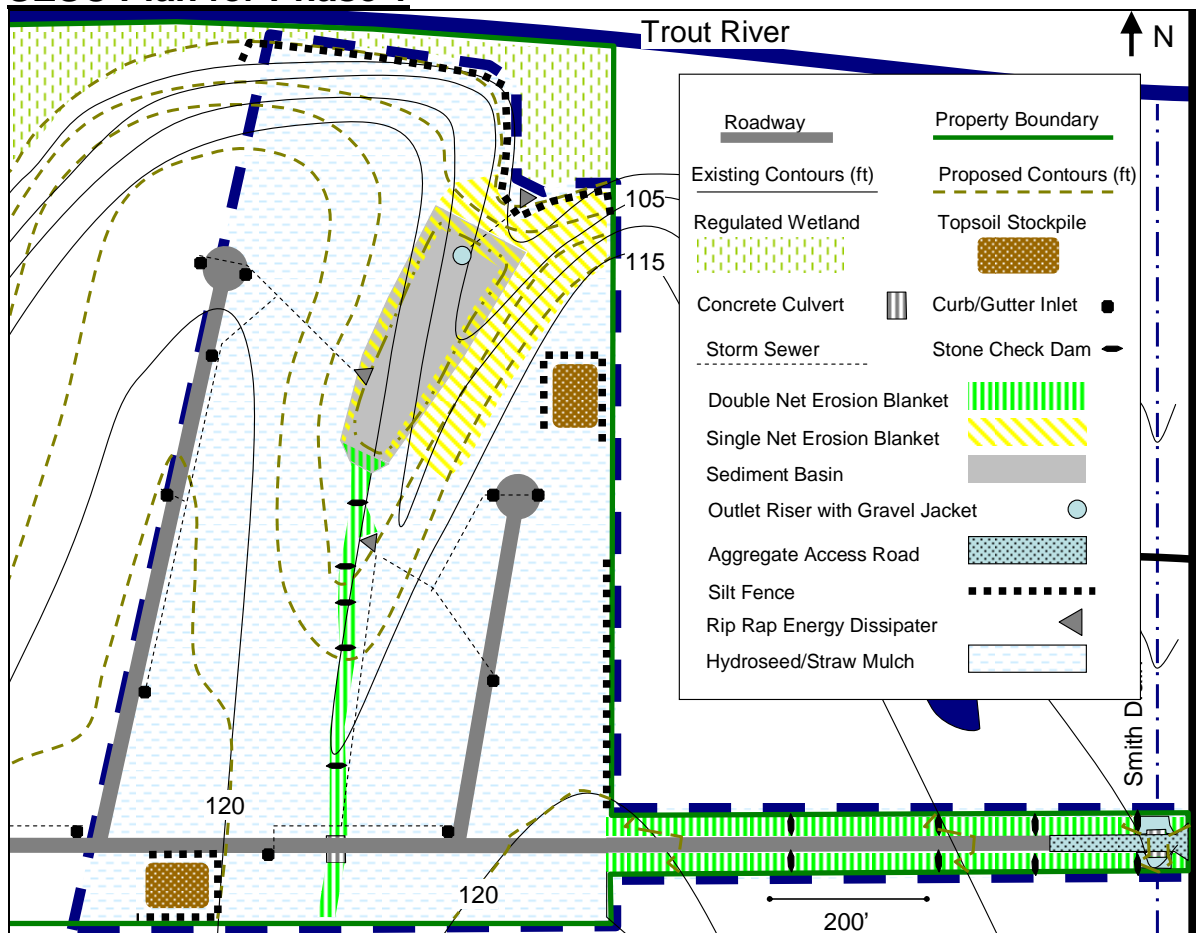 Trout River
N
Roadway
Property Boundary
Existing Contours (ft)
Proposed Contours (ft)
105
Regulated Wetland
Topsoil Stockpile
115
Concrete Culvert
Curb/Gutter Inlet
Storm Sewer
Stone Check Dam
Double Net Erosion Blanket
Single Net Erosion Blanket
Sediment Basin
Outlet Riser with Gravel Jacket
Aggregate Access Road
Silt Fence
Rip Rap Energy Dissipater
Hydroseed/Straw Mulch
Smith
120
120
200'